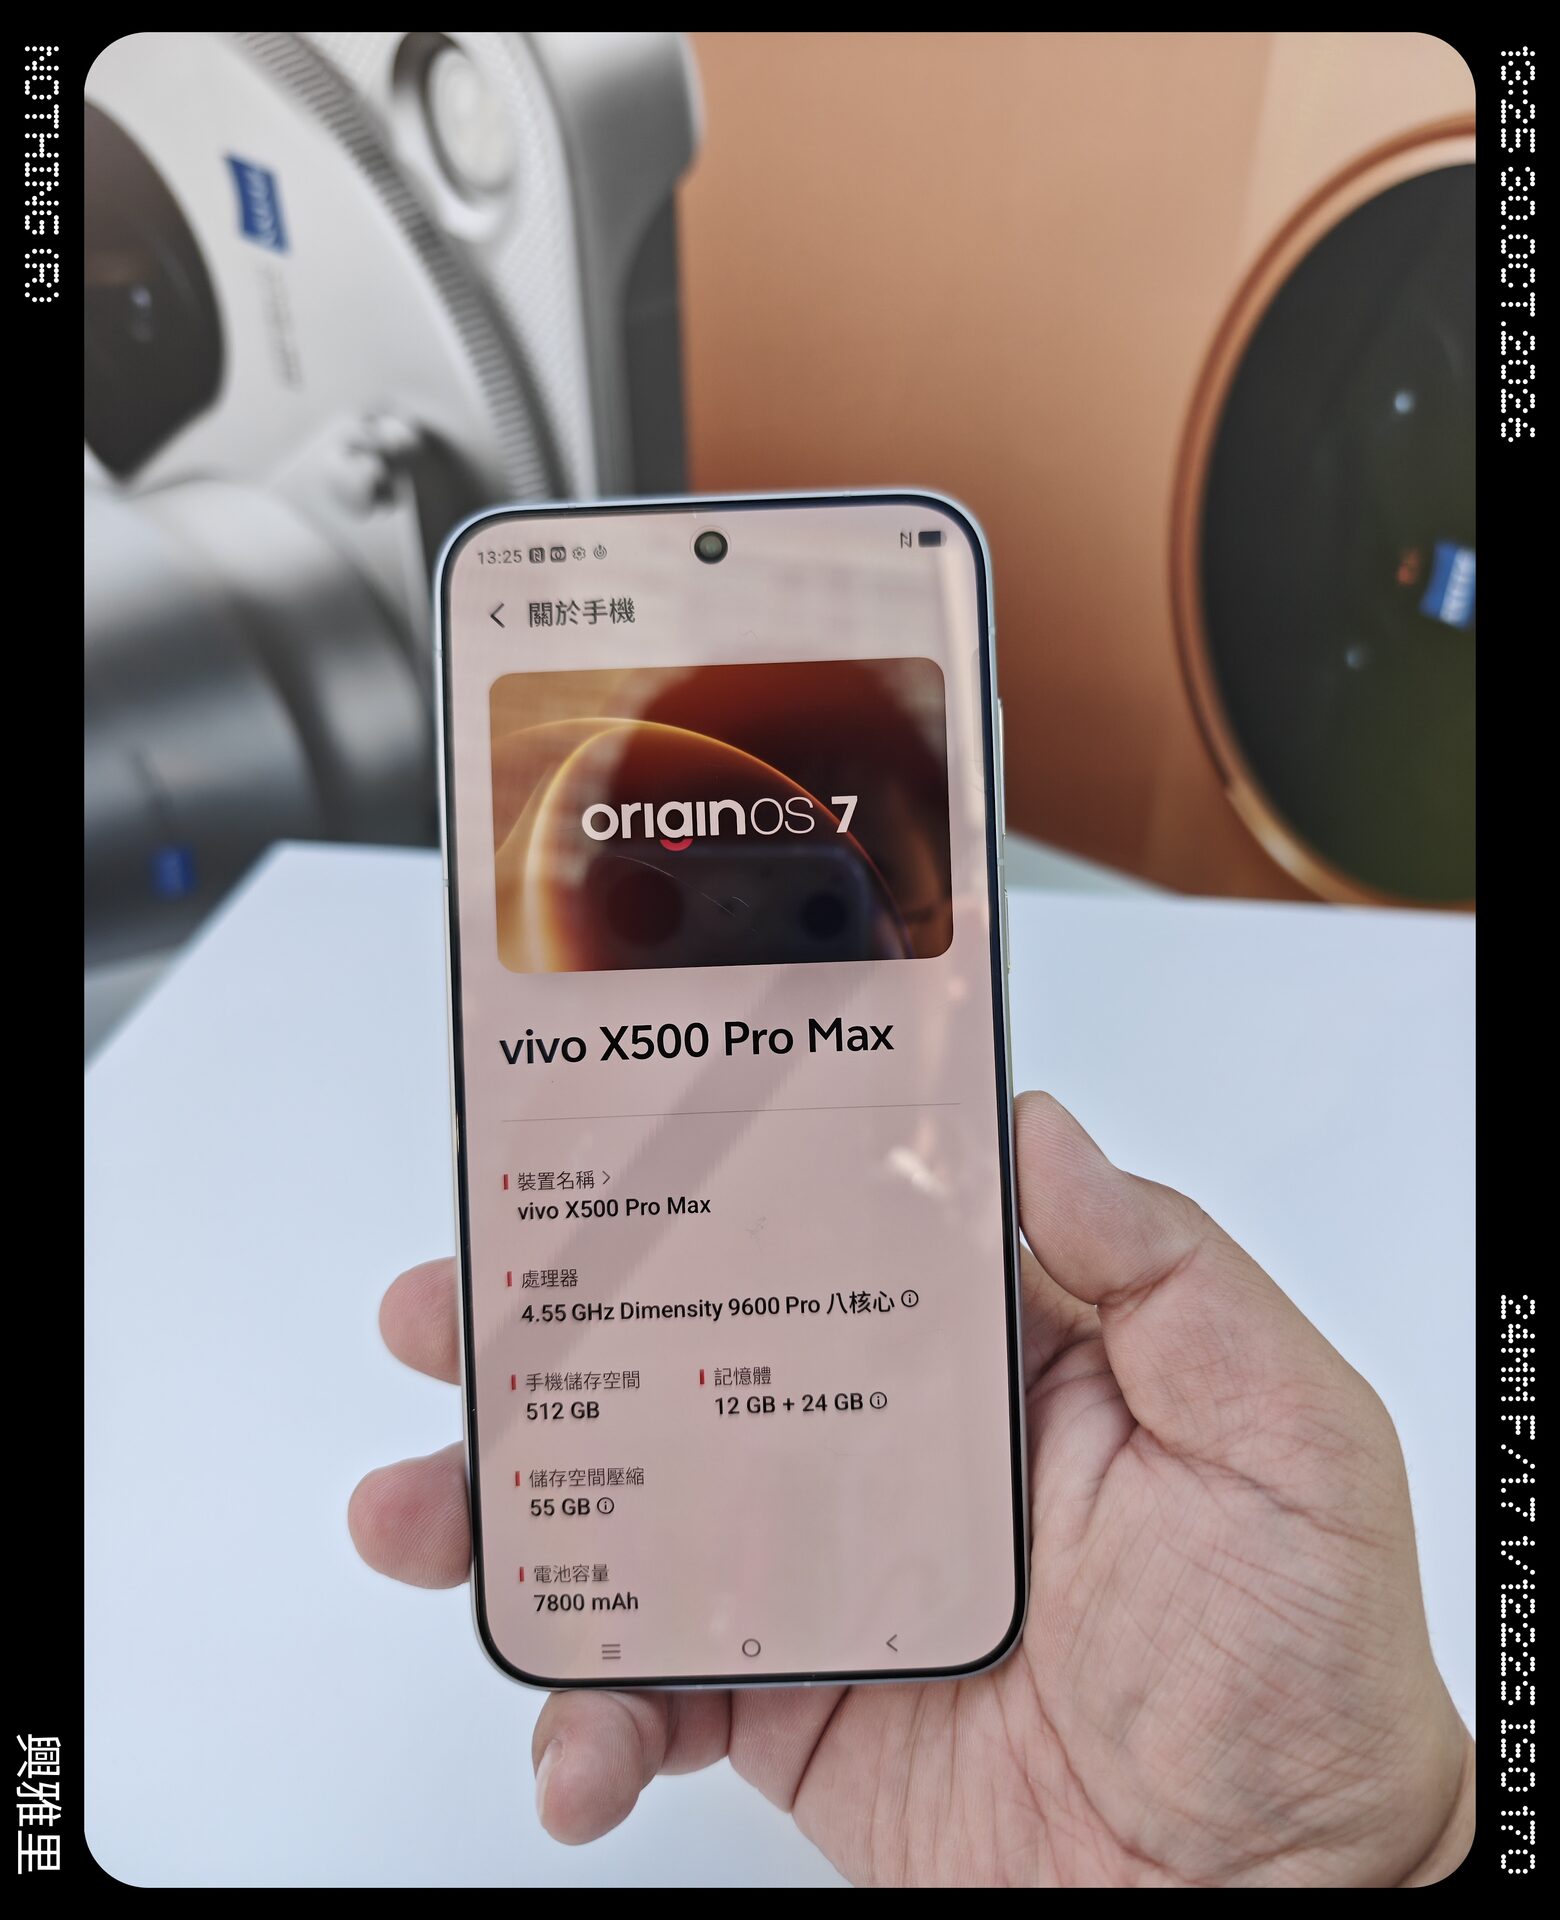 NOTHING (R)
13:25 30.OCT.2026
13:25
關於手機
originOS 7
vivo X500 Pro Max
裝置名稱 >
vivo X500 Pro Max
處理器
4.55 GHz Dimensity 9600 Pro 八核心
手機儲存空間
512 GB
記憶體
12 GB + 24 GB
儲存空間壓縮
55 GB
電池容量
7800 mAh
24MM F/1.7 1/122S ISO 170
興雅里